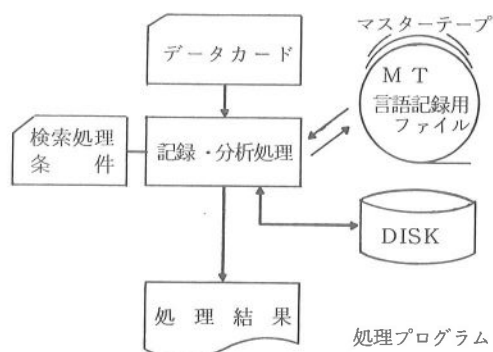 マスターテープ
データカード
M T
言語記録用
ファイル
検索処理
条 件
記録・分析処理
DISK
処 理 結 果
処理プログラム